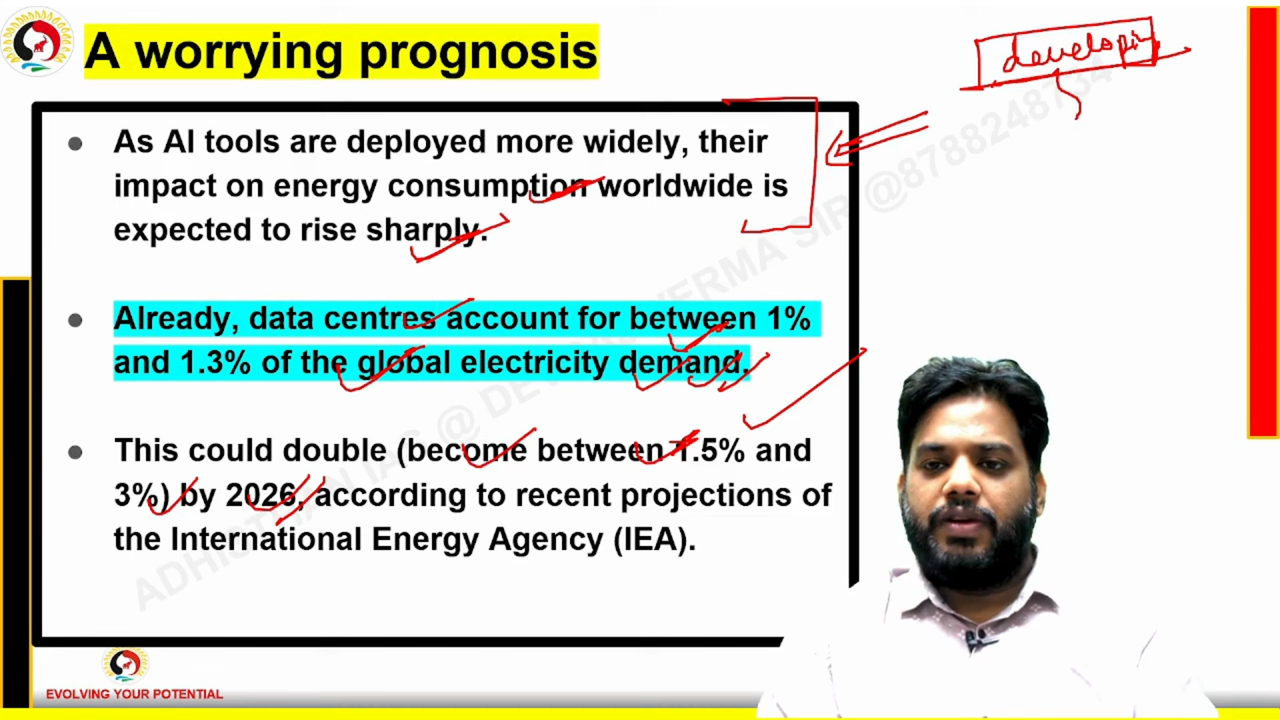 A worrying prognosis
developin
As AI tools are deployed more widely, their
impact on energy consumption worldwide is
expected to rise sharply.
Already, data centres account for between 1%
and 1.3% of the global electricity demand.
This could double (become between 1.5% and
3%) by 2026, according to recent projections of
the International Energy Agency (IEA).
EVOLVING YOUR POTENTIAL